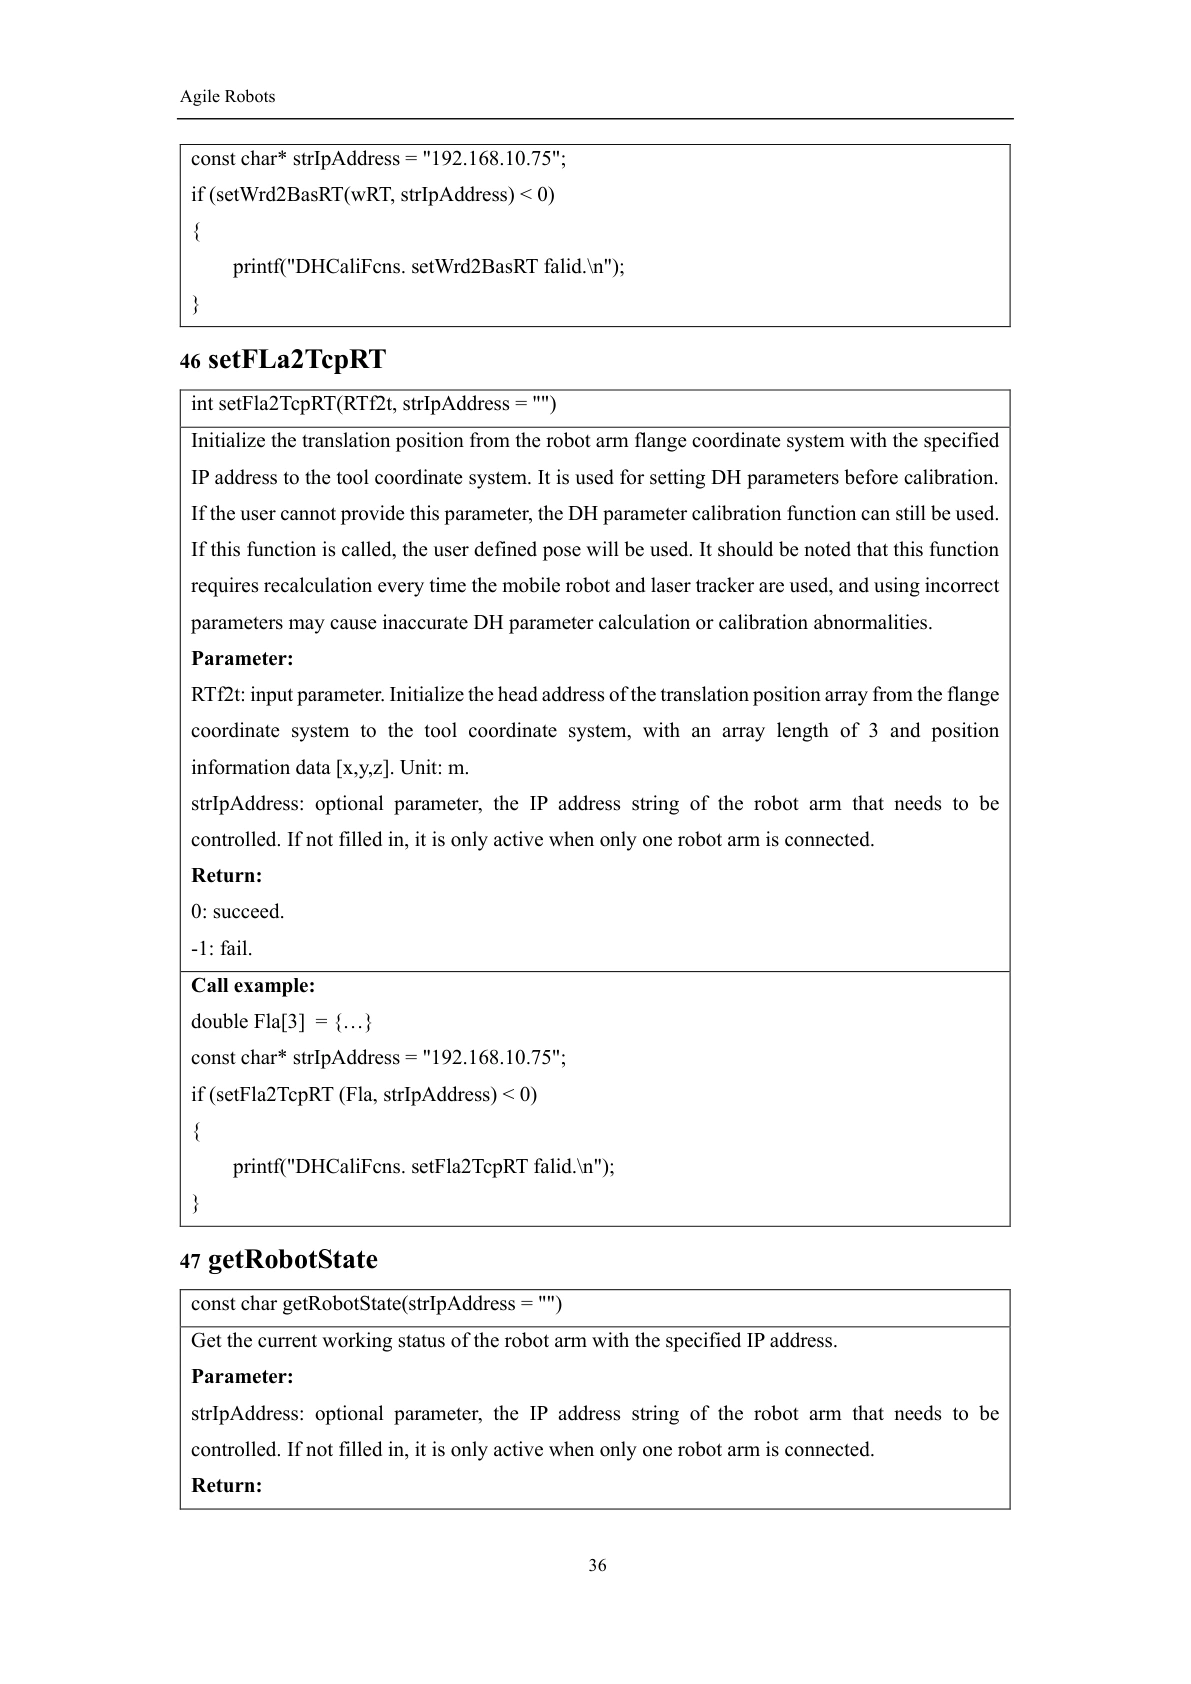 Agile Robots
const char* strIpAddress = "192.168.10.75";
if (setWrd2BasRT(wRT, strIpAddress) < 0)
{
printf("DHCaliFcns. setWrd2BasRT falid.\n");
}
46 setFLa2TcpRT
int setFla2TcpRT(RTf2t, strIpAddress = "")
Initialize the translation position from the robot arm flange coordinate system with the specified
IP address to the tool coordinate system. It is used for setting DH parameters before calibration.
If the user cannot provide this parameter, the DH parameter calibration function can still be used.
If this function is called, the user defined pose will be used. It should be noted that this function
requires recalculation every time the mobile robot and laser tracker are used, and using incorrect
parameters may cause inaccurate DH parameter calculation or calibration abnormalities.
Parameter:
RTf2t: input parameter. Initialize the head address of the translation position array from the flange
coordinate system to the tool coordinate system, with an array length of 3 and position
information data [x,y,z]. Unit: m.
strIpAddress: optional parameter, the IP address string of the robot arm that needs to be
controlled. If not filled in, it is only active when only one robot arm is connected.
Return:
0: succeed.
-1: fail.
Call example:
double Fla[3] = {…}
const char* strIpAddress = "192.168.10.75";
if (setFla2TcpRT (Fla, strIpAddress) < 0)
{
printf("DHCaliFcns. setFla2TcpRT falid.\n");
}
47 getRobotState
const char getRobotState(strIpAddress = "")
Get the current working status of the robot arm with the specified IP address.
Parameter:
strIpAddress: optional parameter, the IP address string of the robot arm that needs to be
controlled. If not filled in, it is only active when only one robot arm is connected.
Return:
36